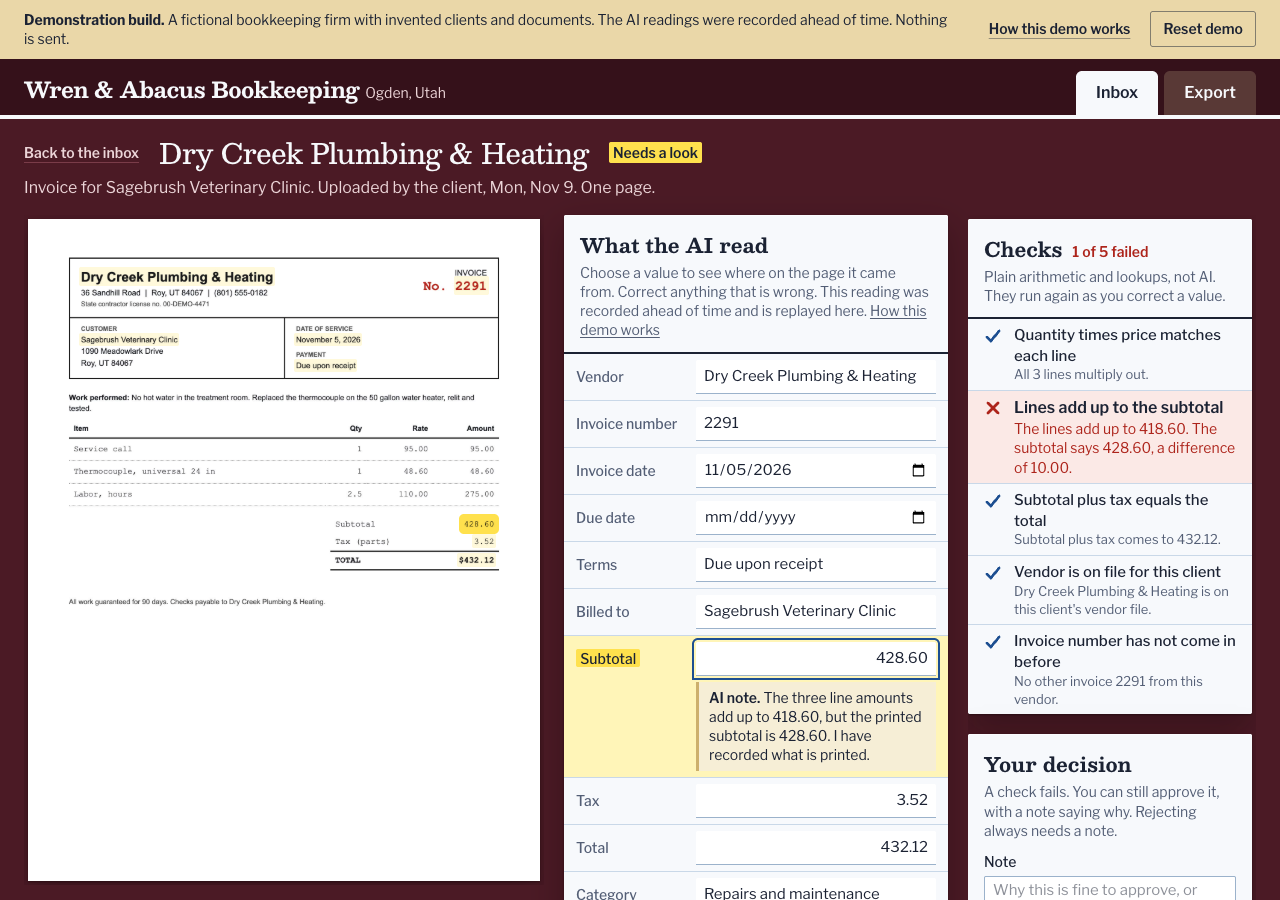 Demonstration build. A fictional bookkeeping firm with invented clients and documents. The AI readings were recorded ahead of time. Nothing
is sent.
How this demo works
Reset demo
Wren & Abacus Bookkeeping Ogden, Utah
Inbox
Export
Back to the inbox
Dry Creek Plumbing & Heating
Needs a look
Invoice for Sagebrush Veterinary Clinic. Uploaded by the client, Mon, Nov 9. One page.
Dry Creek Plumbing & Heating
36 Sandhill Road | Roy, UT 84067 | (801) 555-0182
State contractor license no. 00-DEMO-4471
INVOICE
No. 2291
CUSTOMER
Sagebrush Veterinary Clinic
1090 Meadowlark Drive
Roy, UT 84067
DATE OF SERVICE
November 5, 2026
PAYMENT
Due upon receipt
Work performed: No hot water in the treatment room. Replaced the thermocouple on the 50 gallon water heater, relit and
tested.
Item Qty Rate Amount
Service call 1 95.00 95.00
Thermocouple, universal 24 in 1 48.60 48.60
Labor, hours 2.5 110.00 275.00
Subtotal 428.60
Tax (parts) 3.52
TOTAL $432.12
All work guaranteed for 90 days. Checks payable to Dry Creek Plumbing & Heating.
What the AI read
Choose a value to see where on the page it came
from. Correct anything that is wrong. This reading was
recorded ahead of time and is replayed here. How this
demo works
Vendor Dry Creek Plumbing & Heating
Invoice number 2291
Invoice date 11/05/2026
Due date mm/dd/yyyy
Terms Due upon receipt
Billed to Sagebrush Veterinary Clinic
Subtotal 428.60
AI note. The three line amounts
add up to 418.60, but the printed
subtotal is 428.60. I have
recorded what is printed.
Tax 3.52
Total 432.12
Category Repairs and maintenance
Checks 1 of 5 failed
Plain arithmetic and lookups, not AI.
They run again as you correct a value.
Quantity times price matches
each line
All 3 lines multiply out.
Lines add up to the subtotal
The lines add up to 418.60. The
subtotal says 428.60, a difference
of 10.00.
Subtotal plus tax equals the
total
Subtotal plus tax comes to 432.12.
Vendor is on file for this client
Dry Creek Plumbing & Heating is on
this client's vendor file.
Invoice number has not come in
before
No other invoice 2291 from this
vendor.
Your decision
A check fails. You can still approve it,
with a note saying why. Rejecting
always needs a note.
Note
Why this is fine to approve, or